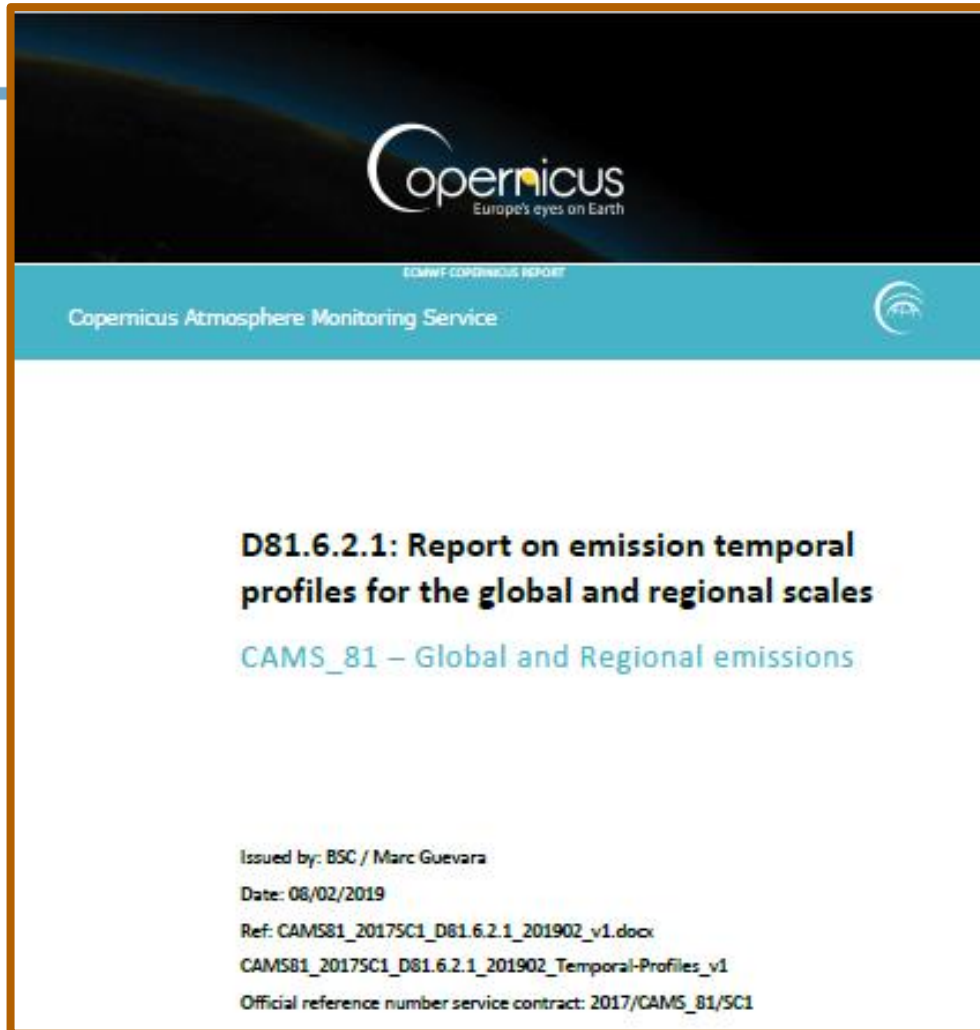 Copernicus
Europe's eyes on Earth
ECMWF COPERNICUS REPORT
Copernicus Atmosphere Monitoring Service
D81.6.2.1: Report on emission temporal
profiles for the global and regional scales
CAMS_81 – Global and Regional emissions
Issued by: BSC / Marc Guevara
Date: 08/02/2019
Ref: CAMS81_2017SC1_D81.6.2.1_201902_v1.docx
CAMS81_2017SC1_D81.6.2.1_201902_Temporal-Profiles_v1
Official reference number service contract: 2017/CAMS_81/SC1